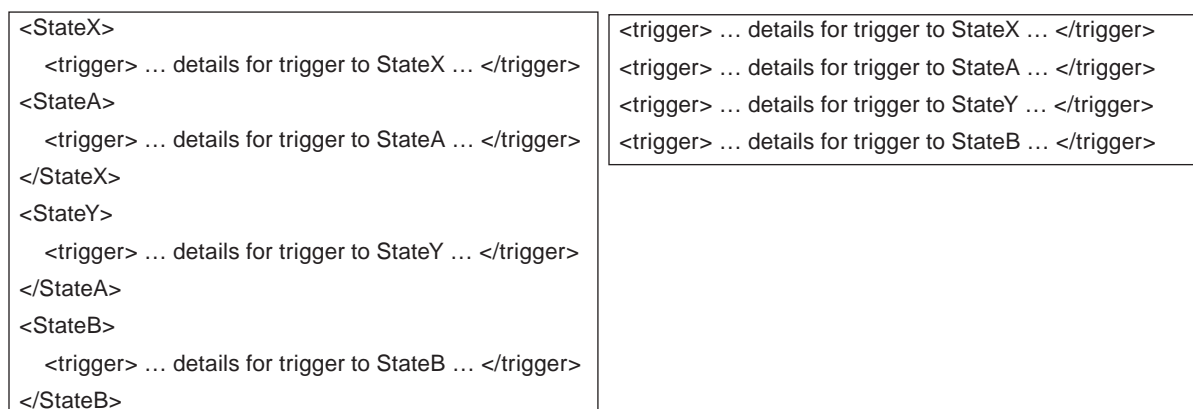 <StateX>
<trigger> … details for trigger to StateX … </trigger>
<StateA>
<trigger> … details for trigger to StateA … </trigger>
</StateX>
<StateY>
<trigger> … details for trigger to StateY … </trigger>
</StateA>
<StateB>
<trigger> … details for trigger to StateB … </trigger>
</StateB>
<trigger> … details for trigger to StateX … </trigger>
<trigger> … details for trigger to StateA … </trigger>
<trigger> … details for trigger to StateY … </trigger>
<trigger> … details for trigger to StateB … </trigger>